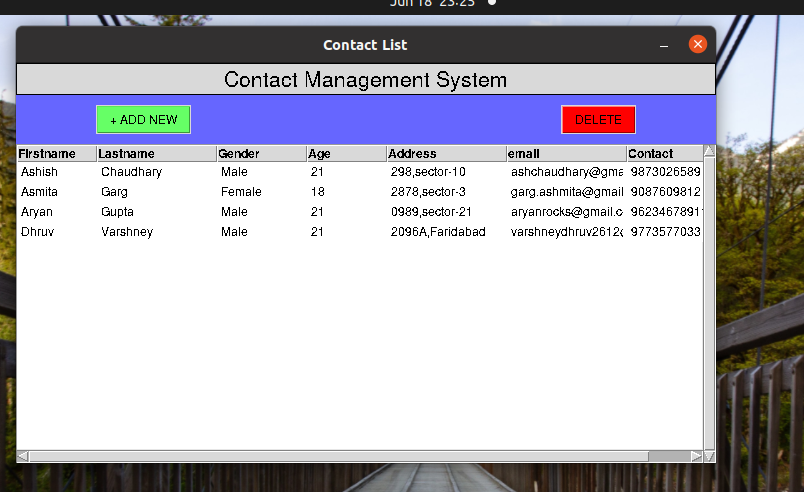 Jun 18 23:25
Contact List
Contact Management System
+ ADD NEW DELETE
Firstname Lastname Gender Age Address email Contact
Ashish Chaudhary Male 21 298,sector-10 ashchaudhary@gma 9873026589
Asmita Garg Female 18 2878,sector-3 garg.ashmita@gmail 9087609812
Aryan Gupta Male 21 0989,sector-21 aryanrocks@gmail.c 9623467891
Dhruv Varshney Male 21 2096A,Faridabad varshneydhruv2612 9773577033